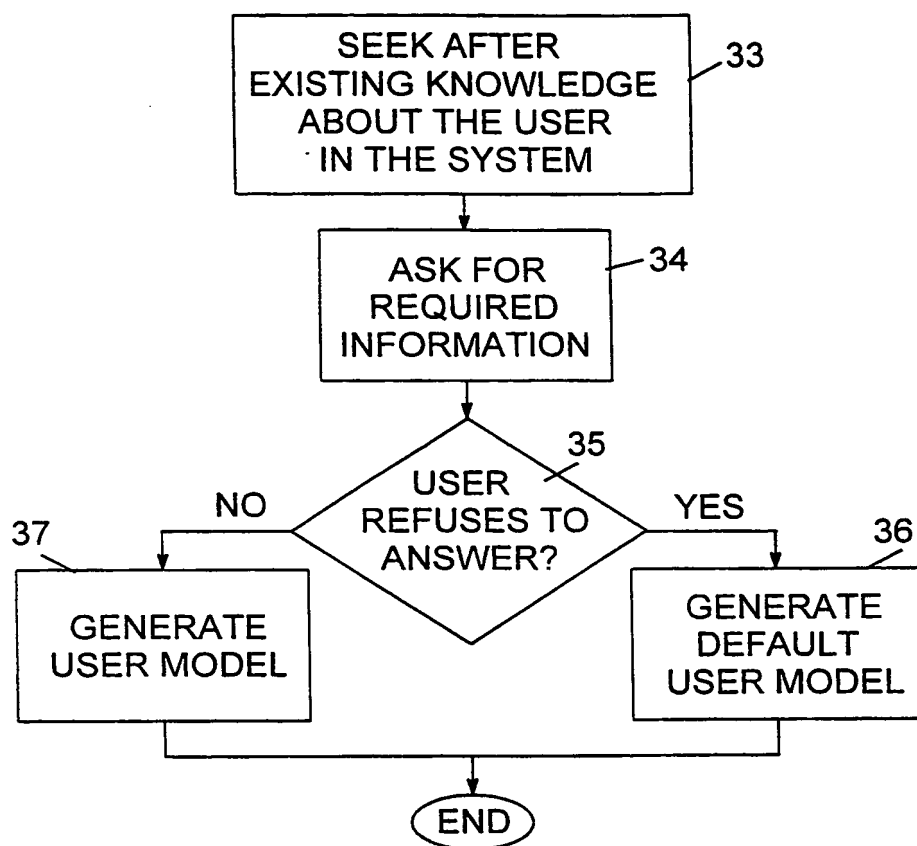 SEEK AFTER
EXISTING KNOWLEDGE
ABOUT THE USER
IN THE SYSTEM
33
ASK FOR
REQUIRED
INFORMATION
34
USER
REFUSES TO
ANSWER?
35
NO
YES
37
GENERATE
USER MODEL
36
GENERATE
DEFAULT
USER MODEL
END